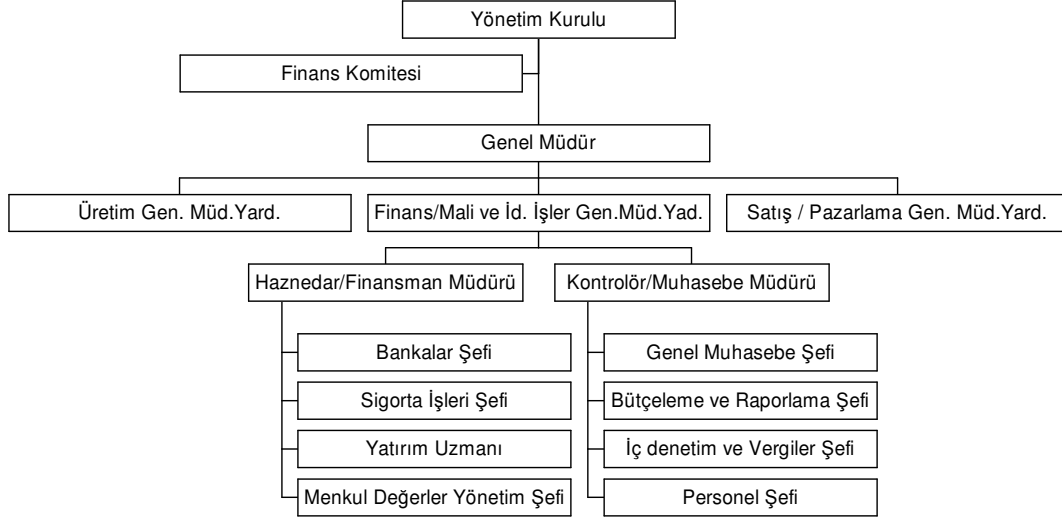 Yönetim Kurulu
Finans Komitesi
Genel Müdür
Üretim Gen. Müd.Yard.
Finans/Mali ve İd. İşler Gen.Müd.Yad.
Satış / Pazarlama Gen. Müd.Yard.
Haznedar/Finansman Müdürü
Kontrolör/Muhasebe Müdürü
Bankalar Şefi
Sigorta İşleri Şefi
Yatırım Uzmanı
Menkul Değerler Yönetim Şefi
Genel Muhasebe Şefi
Bütçeleme ve Raporlama Şefi
İç denetim ve Vergiler Şefi
Personel Şefi